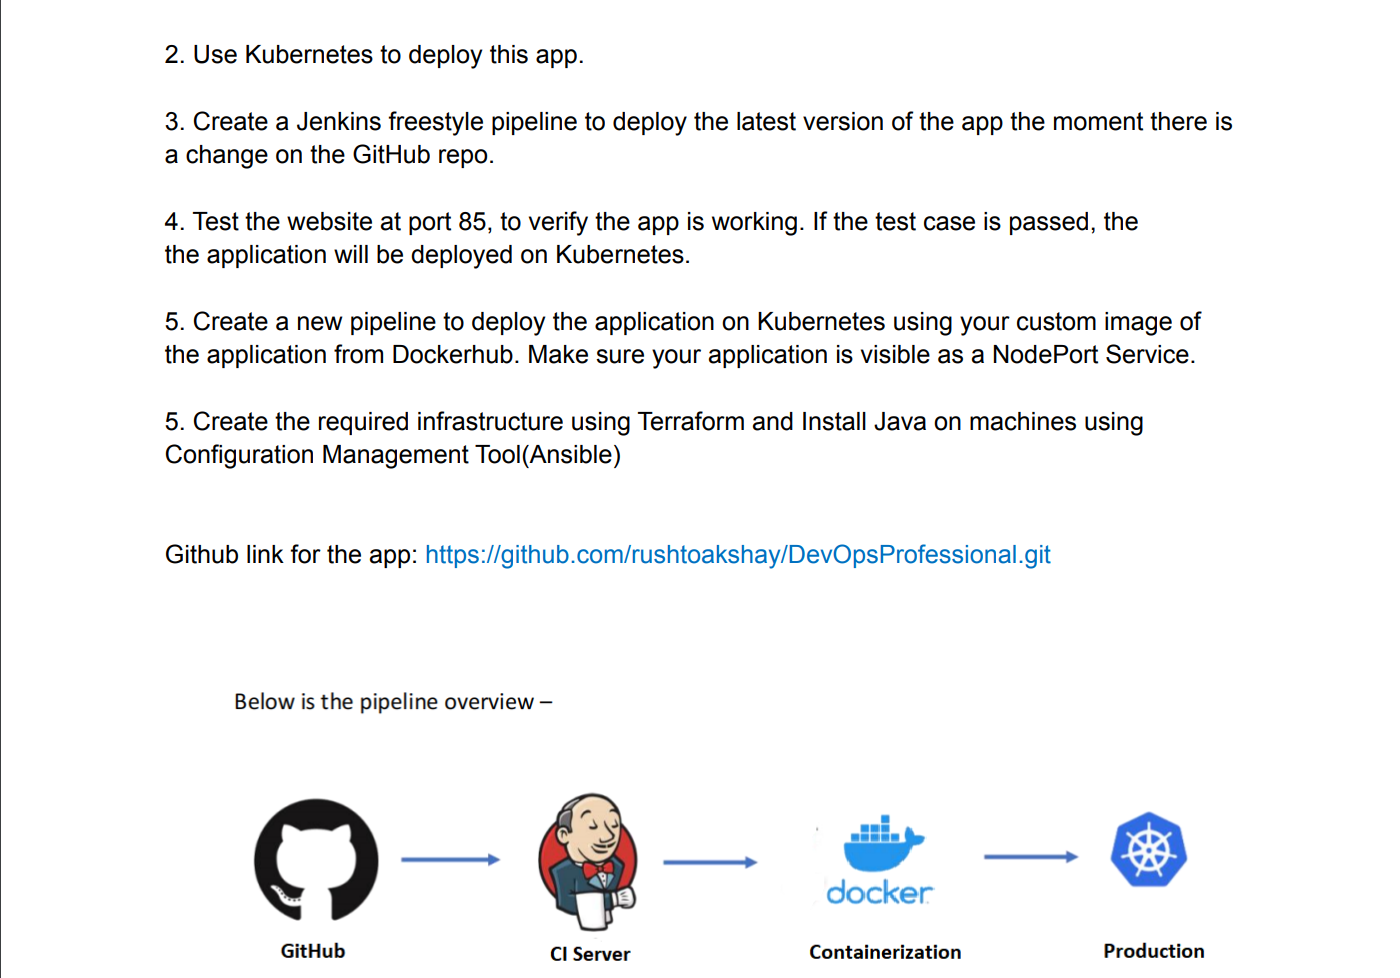 2. Use Kubernetes to deploy this app.
3. Create a Jenkins freestyle pipeline to deploy the latest version of the app the moment there is
a change on the GitHub repo.
4. Test the website at port 85, to verify the app is working. If the test case is passed, the
the application will be deployed on Kubernetes.
5. Create a new pipeline to deploy the application on Kubernetes using your custom image of
the application from Dockerhub. Make sure your application is visible as a NodePort Service.
5. Create the required infrastructure using Terraform and Install Java on machines using
Configuration Management Tool(Ansible)
Github link for the app: https://github.com/rushtoakshay/DevOpsProfessional.git
Below is the pipeline overview –
docker
GitHub
CI Server
Containerization
Production